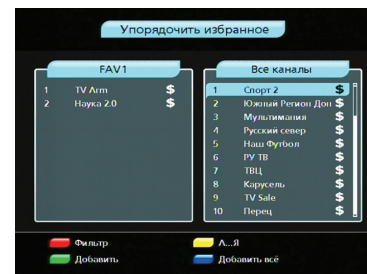 Упорядочить избранное
FAV1
1 TV Arm $
2 Наука 2.0 $
Все каналы
1 Спорт 2 $
2 Южный Регион Дон $
3 Мультимания $
4 Русский север $
5 Наш Футбол $
6 РУ ТВ $
7 ТВЦ $
8 Карусель $
9 TV Sale $
10 Перец $
Фильтр
А...Я
Добавить
Добавить всё